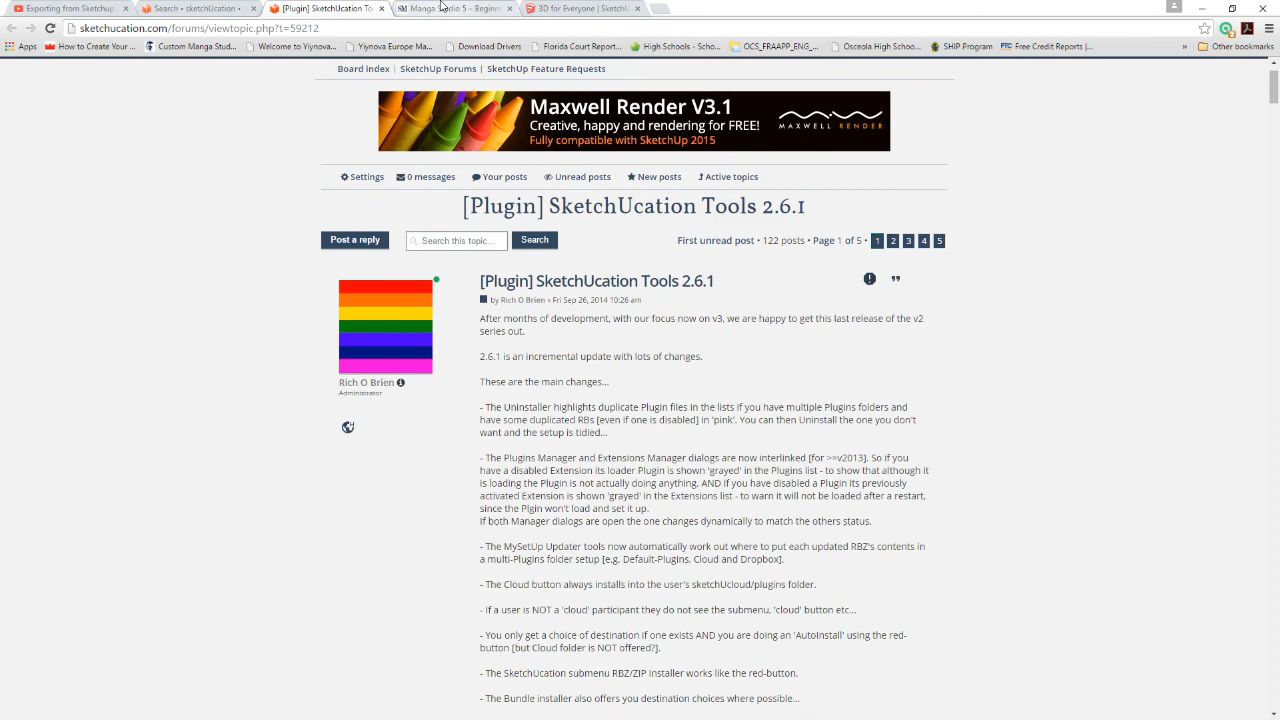 Exporting from Sketchup
Search • sketchUcation •
[Plugin] SketchUcation To
Manga Studio 5 – Beginn
3D for Everyone | SketchU
sketchucation.com/forums/viewtopic.php?t=59212
Apps
How to Create Your ...
Custom Manga Stud...
Welcome to Yiynova...
Yiynova Europe Ma...
Download Drivers
Florida Court Report...
High Schools - Scho...
OCS_FRAAPP_ENG_...
Osceola High Schoo...
SHIP Program
Free Credit Reports |...
»
Other bookmarks
Board index | SketchUp Forums | SketchUp Feature Requests
Maxwell Render V3.1
Creative, happy and rendering for FREE!
Fully compatible with SketchUp 2015
MAXWELL RENDER
Settings
0 messages
Your posts
Unread posts
New posts
Active topics
[Plugin] SketchUcation Tools 2.6.1
Post a reply
Search this topic...
Search
First unread post • 122 posts • Page 1 of 5 • 1 2 3 4 5
[Plugin] SketchUcation Tools 2.6.1
by Rich O Brien » Fri Sep 26, 2014 10:26 am
After months of development, with our focus now on v3, we are happy to get this last release of the v2
series out.
2.6.1 is an incremental update with lots of changes.
These are the main changes...
Rich O Brien
Administrator
- The Uninstaller highlights duplicate Plugin files in the lists if you have multiple Plugins folders and
have some duplicated RBs [even if one is disabled] in 'pink'. You can then Uninstall the one you don't
want and the setup is tidied...
- The Plugins Manager and Extensions Manager dialogs are now interlinked [for >=v2013]. So if you
have a disabled Extension its loader Plugin is shown 'grayed' in the Plugins list - to show that although it
is loading the Plugin is not actually doing anything. AND if you have disabled a Plugin its previously
activated Extension is shown 'grayed' in the Extensions list - to warn it will not be loaded after a restart,
since the Plgin won't load and set it up.
If both Manager dialogs are open the one changes dynamically to match the others status.
- The MySetUp Updater tools now automatically work out where to put each updated RBZ's contents in
a multi-Plugins folder setup [e.g. Default-Plugins, Cloud and Dropbox].
- The Cloud button always installs into the user's sketchUcloud/plugins folder.
- If a user is NOT a 'cloud' participant they do not see the submenu, 'cloud' button etc...
- You only get a choice of destination if one exists AND you are doing an 'AutoInstall' using the red-
button [but Cloud folder is NOT offered?].
- The SketchUcation submenu RBZ/ZIP installer works like the red-button.
- The Bundle installer also offers you destination choices where possible...